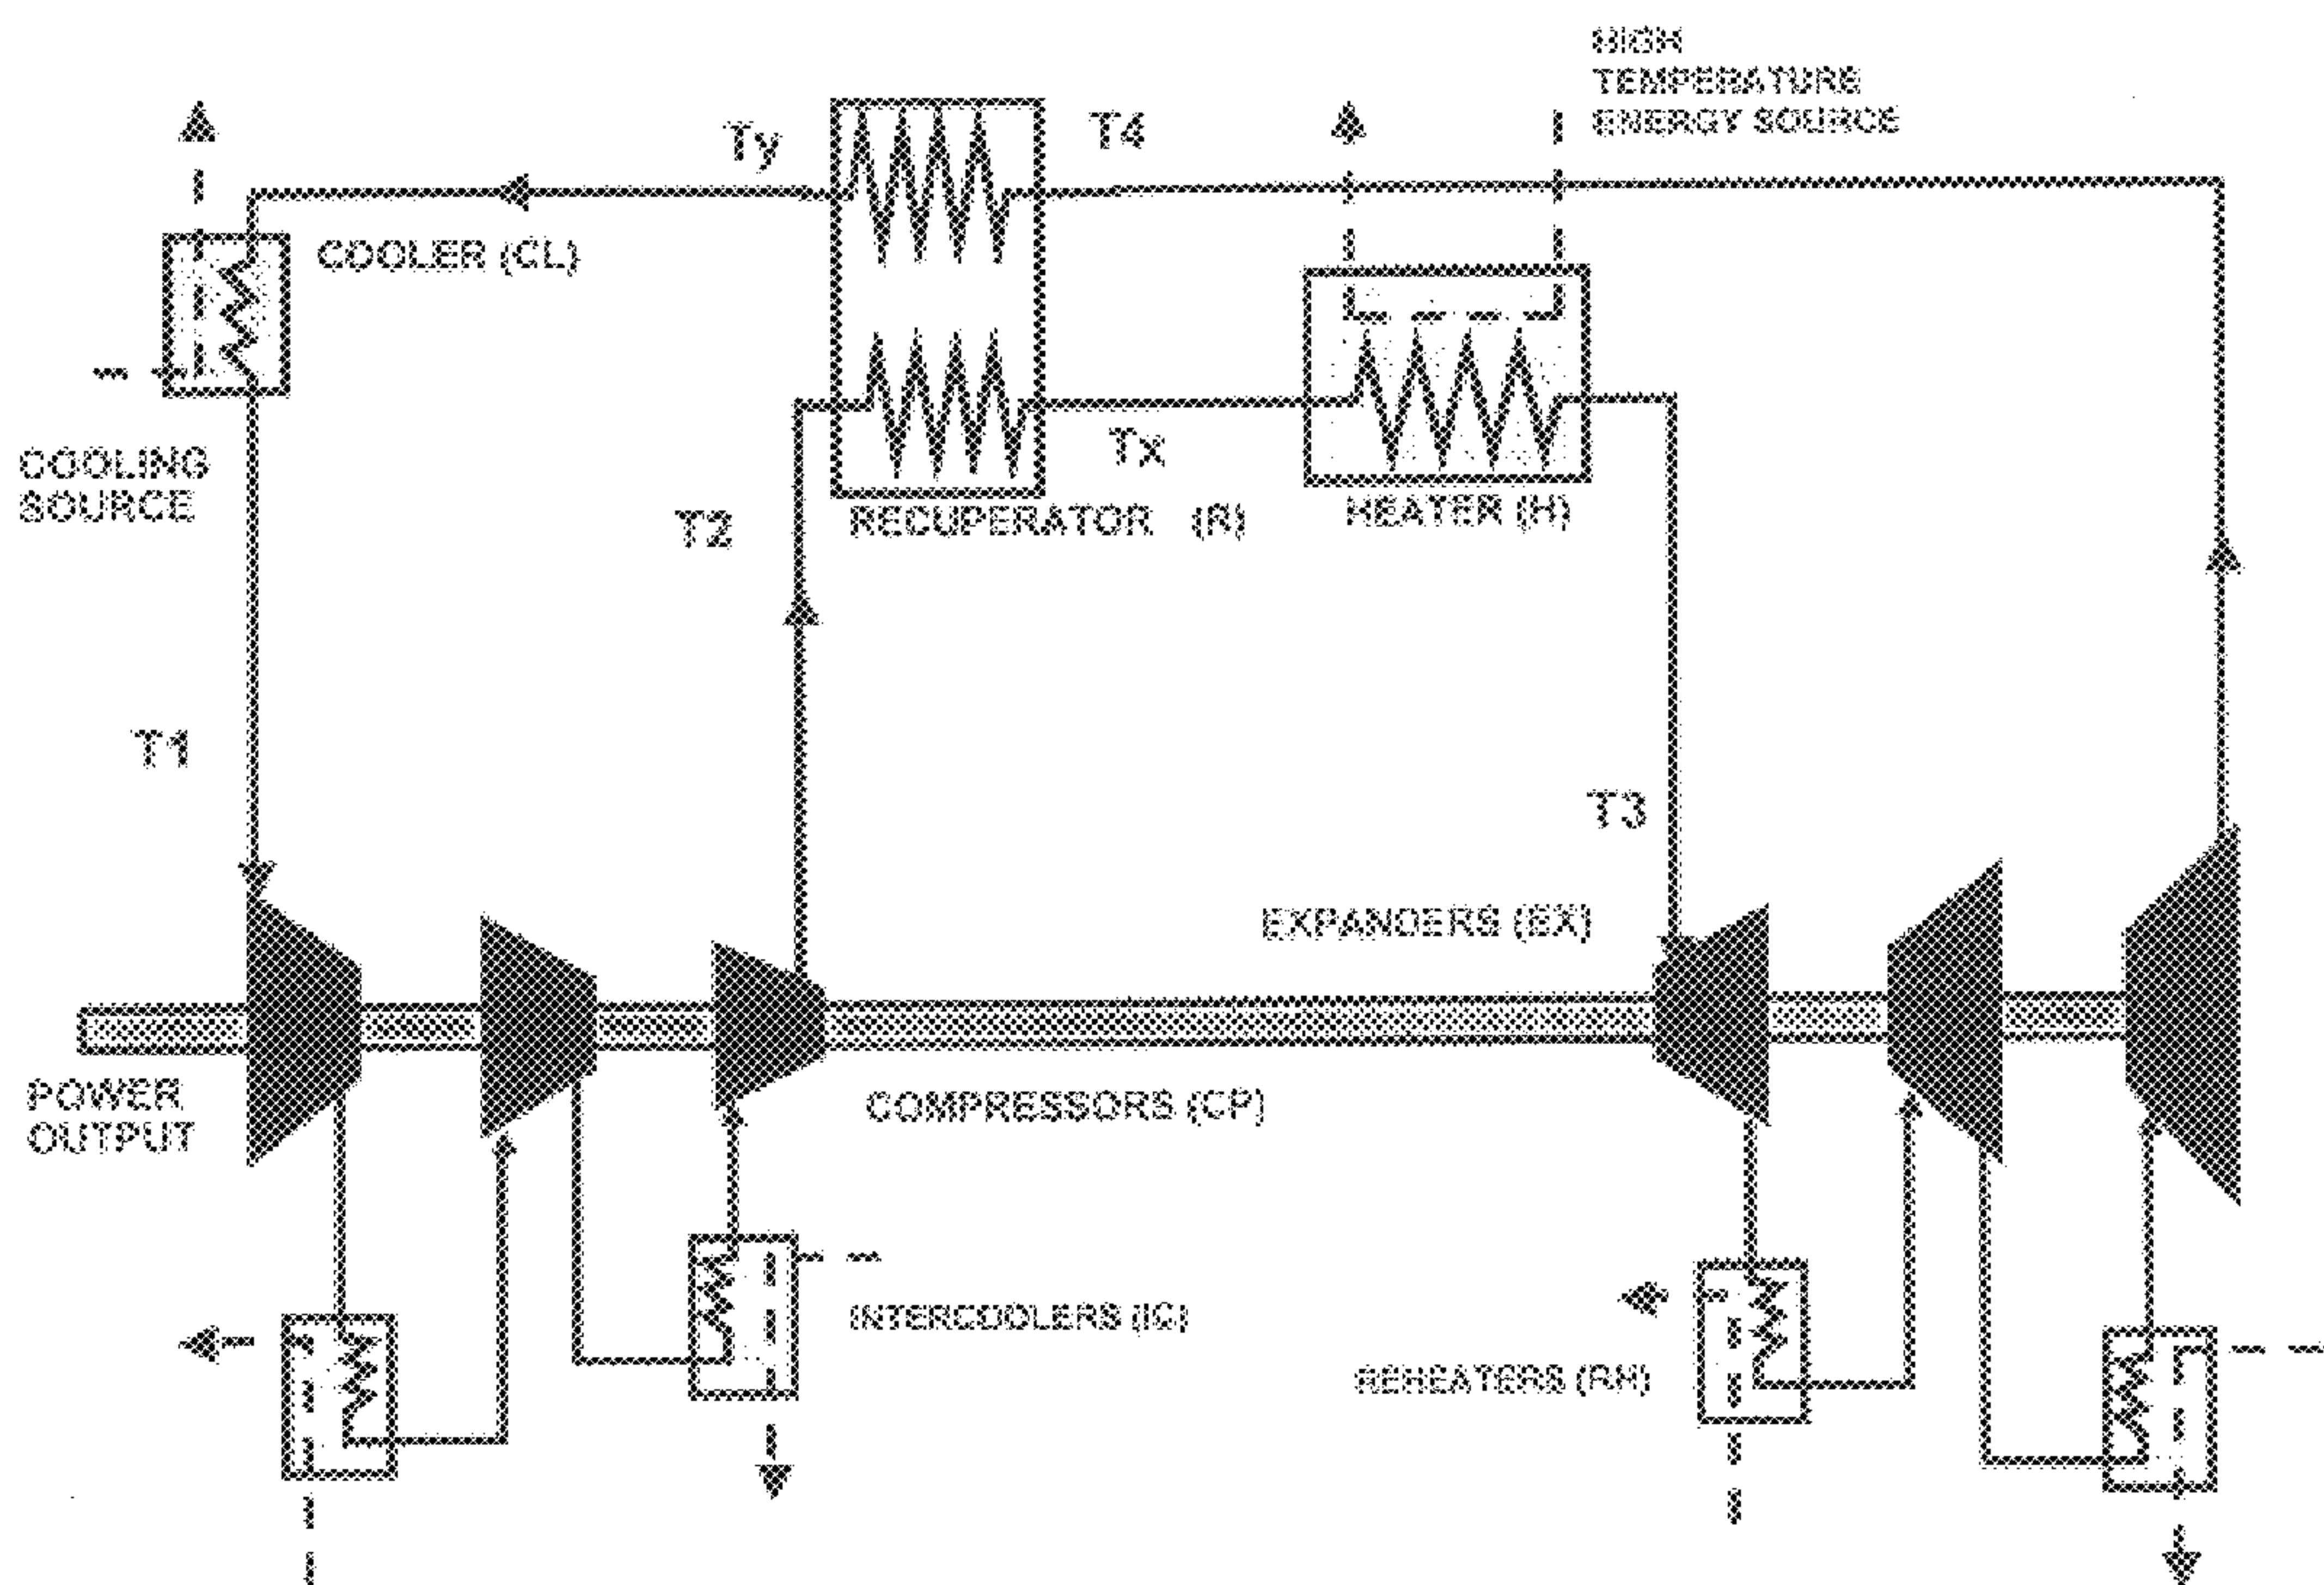 HIGH
TEMPERATURE
ENERGY SOURCE
Ty
T4
COOLER (CL)
COOLING
SOURCE
Tx
T2
RECUPERATOR (R)
HEATER (H)
T1
T3
EXPANDERS (EX)
POWER
OUTPUT
COMPRESSORS (CP)
INTERCOOLERS (IC)
REHEATERS (RH)